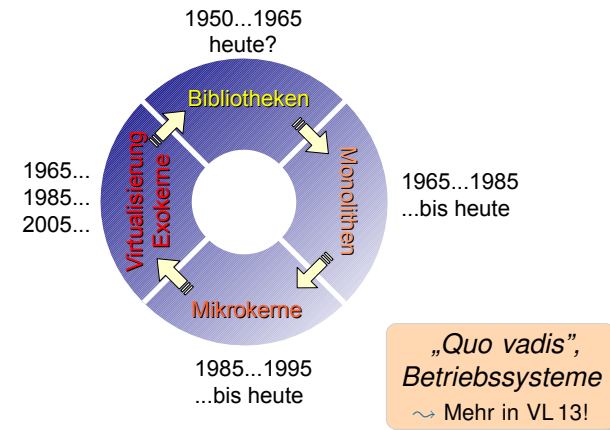 1950...1965
heute?
Bibliotheken
Monolithen
1965...1985
...bis heute
Mikrokerne
1985...1995
...bis heute
Virtualisierung
Exokerne
1965...
1985...
2005...
„Quo vadis”,
Betriebssysteme
⤳ Mehr in VL 13!